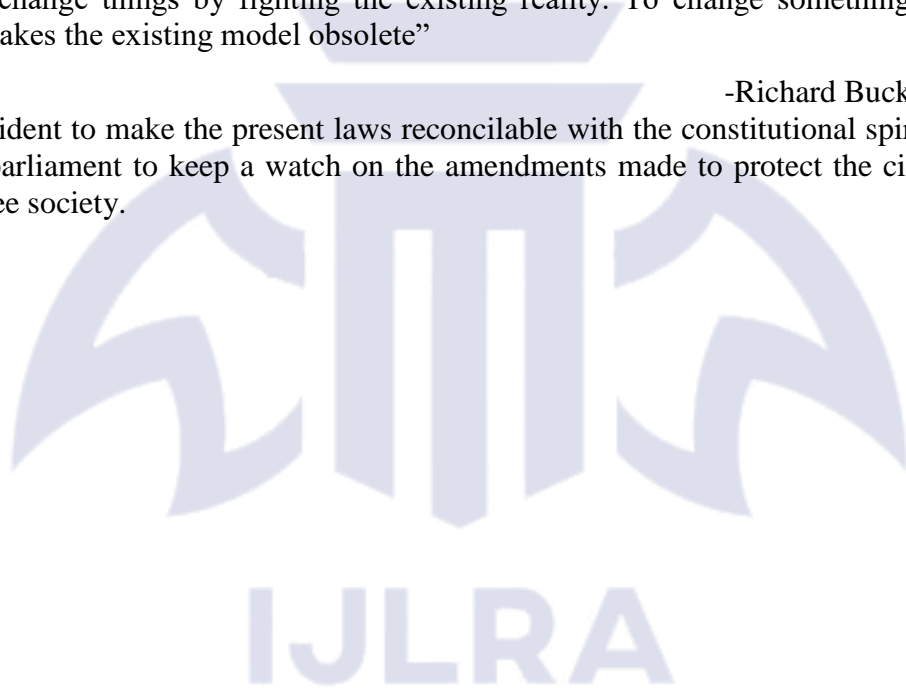 change things by fighting the existing reality. To change something
akes the existing model obsolete”
-Richard Buck
ident to make the present laws reconcilable with the constitutional spi
parliament to keep a watch on the amendments made to protect the ci
ee society.
IJLRA